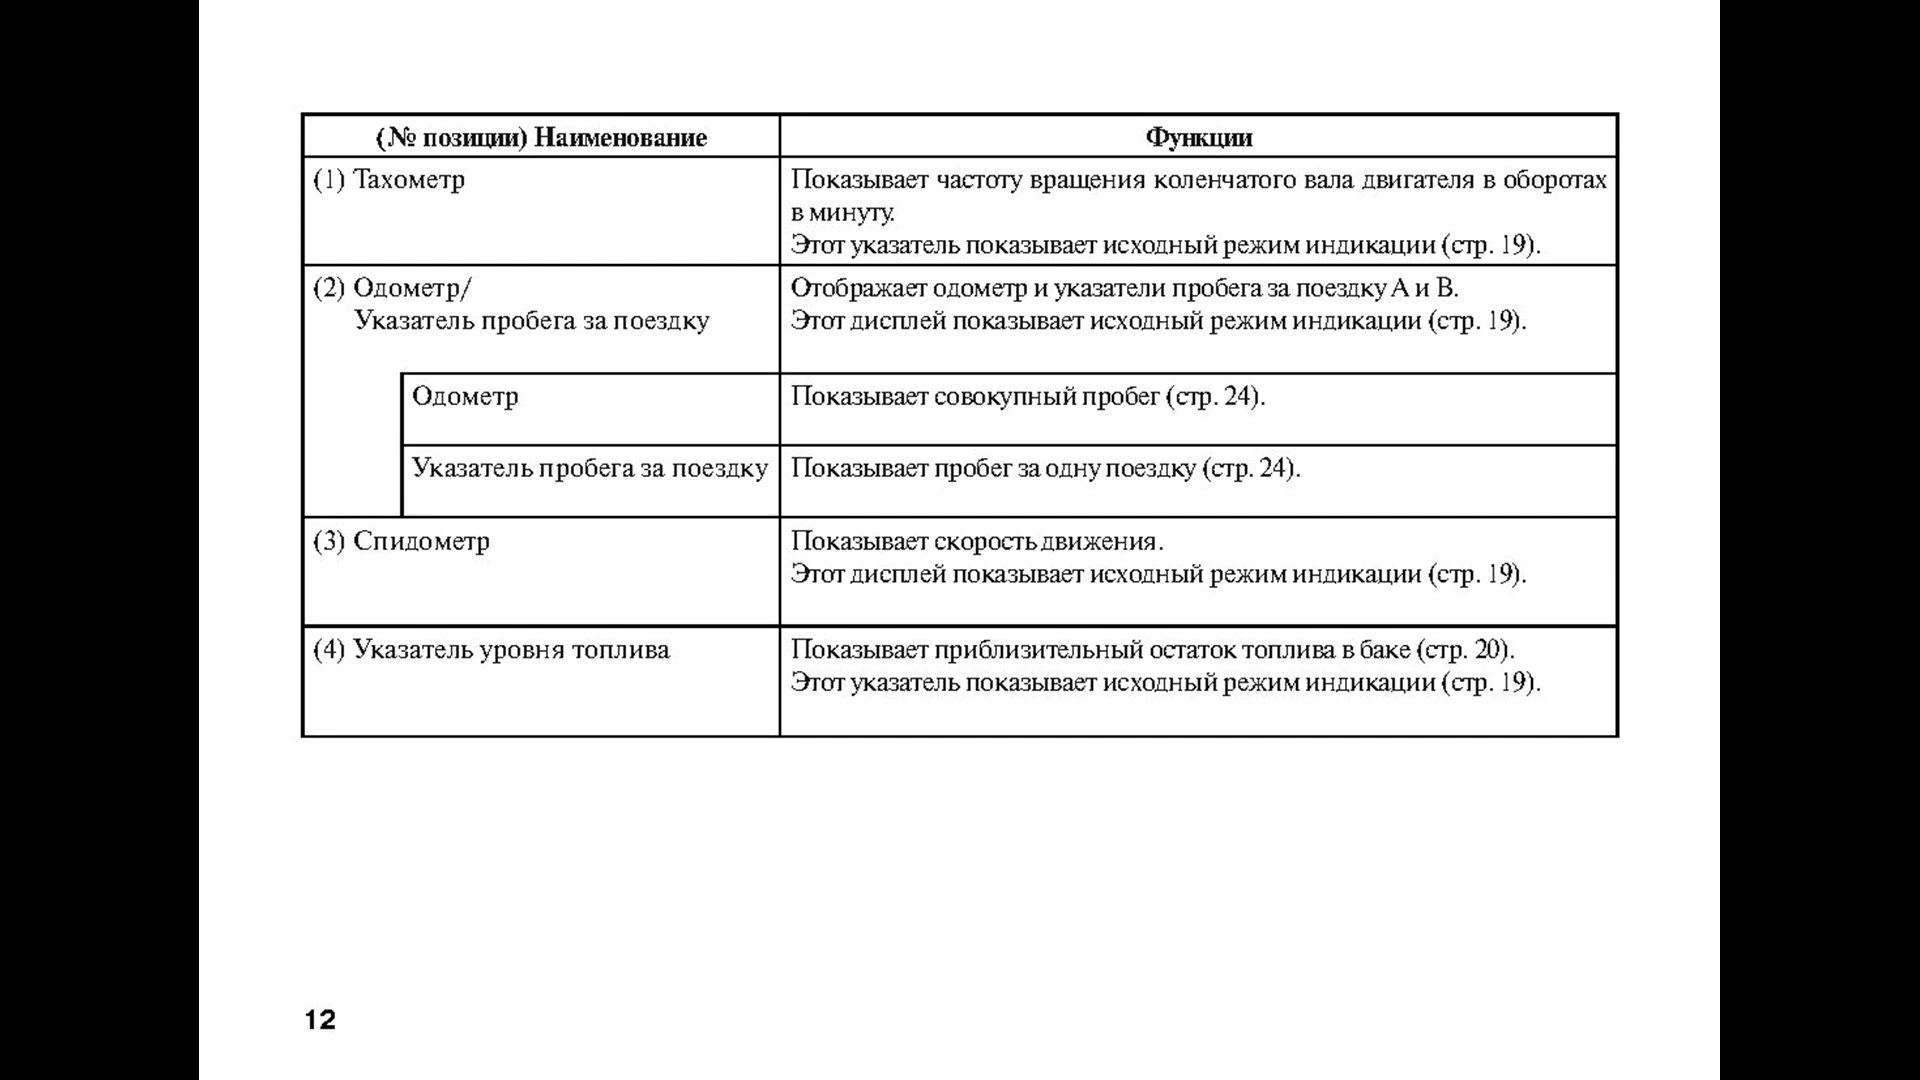 (№ позиции) Наименование
Функции
(1) Тахометр
Показывает частоту вращения коленчатого вала двигателя в оборотах
в минуту.
Этот указатель показывает исходный режим индикации (стр. 19).
(2) Одометр/
Указатель пробега за поездку
Отображает одометр и указатели пробега за поездку А и В.
Этот дисплей показывает исходный режим индикации (стр. 19).
Одометр
Показывает совокупный пробег (стр. 24).
Указатель пробега за поездку
Показывает пробег за одну поездку (стр. 24).
(3) Спидометр
Показывает скорость движения.
Этот дисплей показывает исходный режим индикации (стр. 19).
(4) Указатель уровня топлива
Показывает приблизительный остаток топлива в баке (стр. 20).
Этот указатель показывает исходный режим индикации (стр. 19).
12